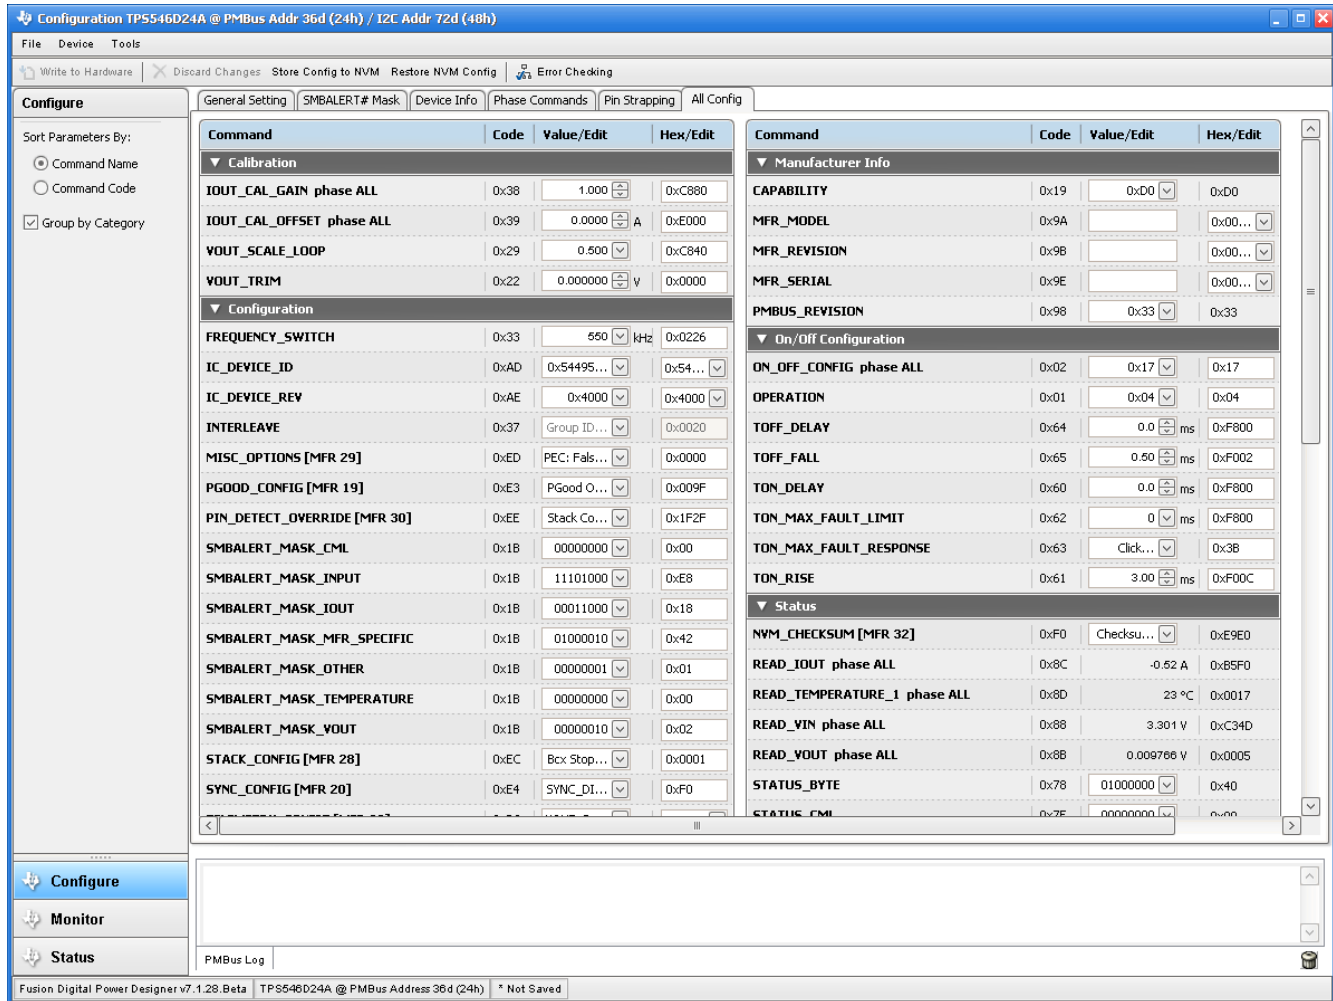 Configuration TPS546D24A @ PMBus Addr 36d (24h) / I2C Addr 72d (48h)
File Device Tools
Write to Hardware Discard Changes Store Config to NVM Restore NVM Config Error Checking
Configure
Sort Parameters By:
Command Name
Command Code
Group by Category
General Setting SMBALERT# Mask Device Info Phase Commands Pin Strapping All Config
Command Code Value/Edit Hex/Edit
Calibration
IOUT_CAL_GAIN phase ALL 0x38 1.000 0xC880
IOUT_CAL_OFFSET phase ALL 0x39 0.0000 A 0xE000
VOUT_SCALE_LOOP 0x29 0.500 0xC840
VOUT_TRIM 0x22 0.000000 V 0x0000
Configuration
FREQUENCY_SWITCH 0x33 550 kHz 0x0226
IC_DEVICE_ID 0xAD 0x54495... 0x54...
IC_DEVICE_REV 0xAE 0x4000 0x4000
INTERLEAVE 0x37 Group ID... 0x0020
MISC_OPTIONS [MFR 29] 0xED PEC: Fals... 0x0000
PGOOD_CONFIG [MFR 19] 0xE3 PGood O... 0x009F
PIN_DETECT_OVERRIDE [MFR 30] 0xEE Stack Co... 0x1F2F
SMBALERT_MASK_CML 0x1B 00000000 0x00
SMBALERT_MASK_INPUT 0x1B 11101000 0xE8
SMBALERT_MASK_IOUT 0x1B 00011000 0x18
SMBALERT_MASK_MFR_SPECIFIC 0x1B 01000010 0x42
SMBALERT_MASK_OTHER 0x1B 00000001 0x01
SMBALERT_MASK_TEMPERATURE 0x1B 00000000 0x00
SMBALERT_MASK_VOUT 0x1B 00000010 0x02
STACK_CONFIG [MFR 28] 0xEC Bcx Stop... 0x0001
SYNC_CONFIG [MFR 20] 0xE4 SYNC_DI... 0xF0
Command Code Value/Edit Hex/Edit
Manufacturer Info
CAPABILITY 0x19 0xD0 0xD0
MFR_MODEL 0x9A 0x00...
MFR_REVISION 0x9B 0x00...
MFR_SERIAL 0x9E 0x00...
PMBUS_REVISION 0x98 0x33 0x33
On/Off Configuration
ON_OFF_CONFIG phase ALL 0x02 0x17 0x17
OPERATION 0x01 0x04 0x04
TOFF_DELAY 0x64 0.0 ms 0xF800
TOFF_FALL 0x65 0.50 ms 0xF002
TON_DELAY 0x60 0.0 ms 0xF800
TON_MAX_FAULT_LIMIT 0x62 0 ms 0xF800
TON_MAX_FAULT_RESPONSE 0x63 Click... 0x3B
TON_RISE 0x61 3.00 ms 0xF00C
Status
NVM_CHECKSUM [MFR 32] 0xF0 Checksu... 0xE9E0
READ_IOUT phase ALL 0x8C -0.52 A 0xB5F0
READ_TEMPERATURE_1 phase ALL 0x8D 23 °C 0x0017
READ_VIN phase ALL 0x88 3.301 V 0xC34D
READ_VOUT phase ALL 0x8B 0.009766 V 0x0005
STATUS_BYTE 0x78 01000000 0x40
STATUS_CML 0x7E 00000000 0x00
Configure
Monitor
Status
PMBus Log
Fusion Digital Power Designer v7.1.28.Beta TPS546D24A @ PMBus Address 36d (24h) * Not Saved